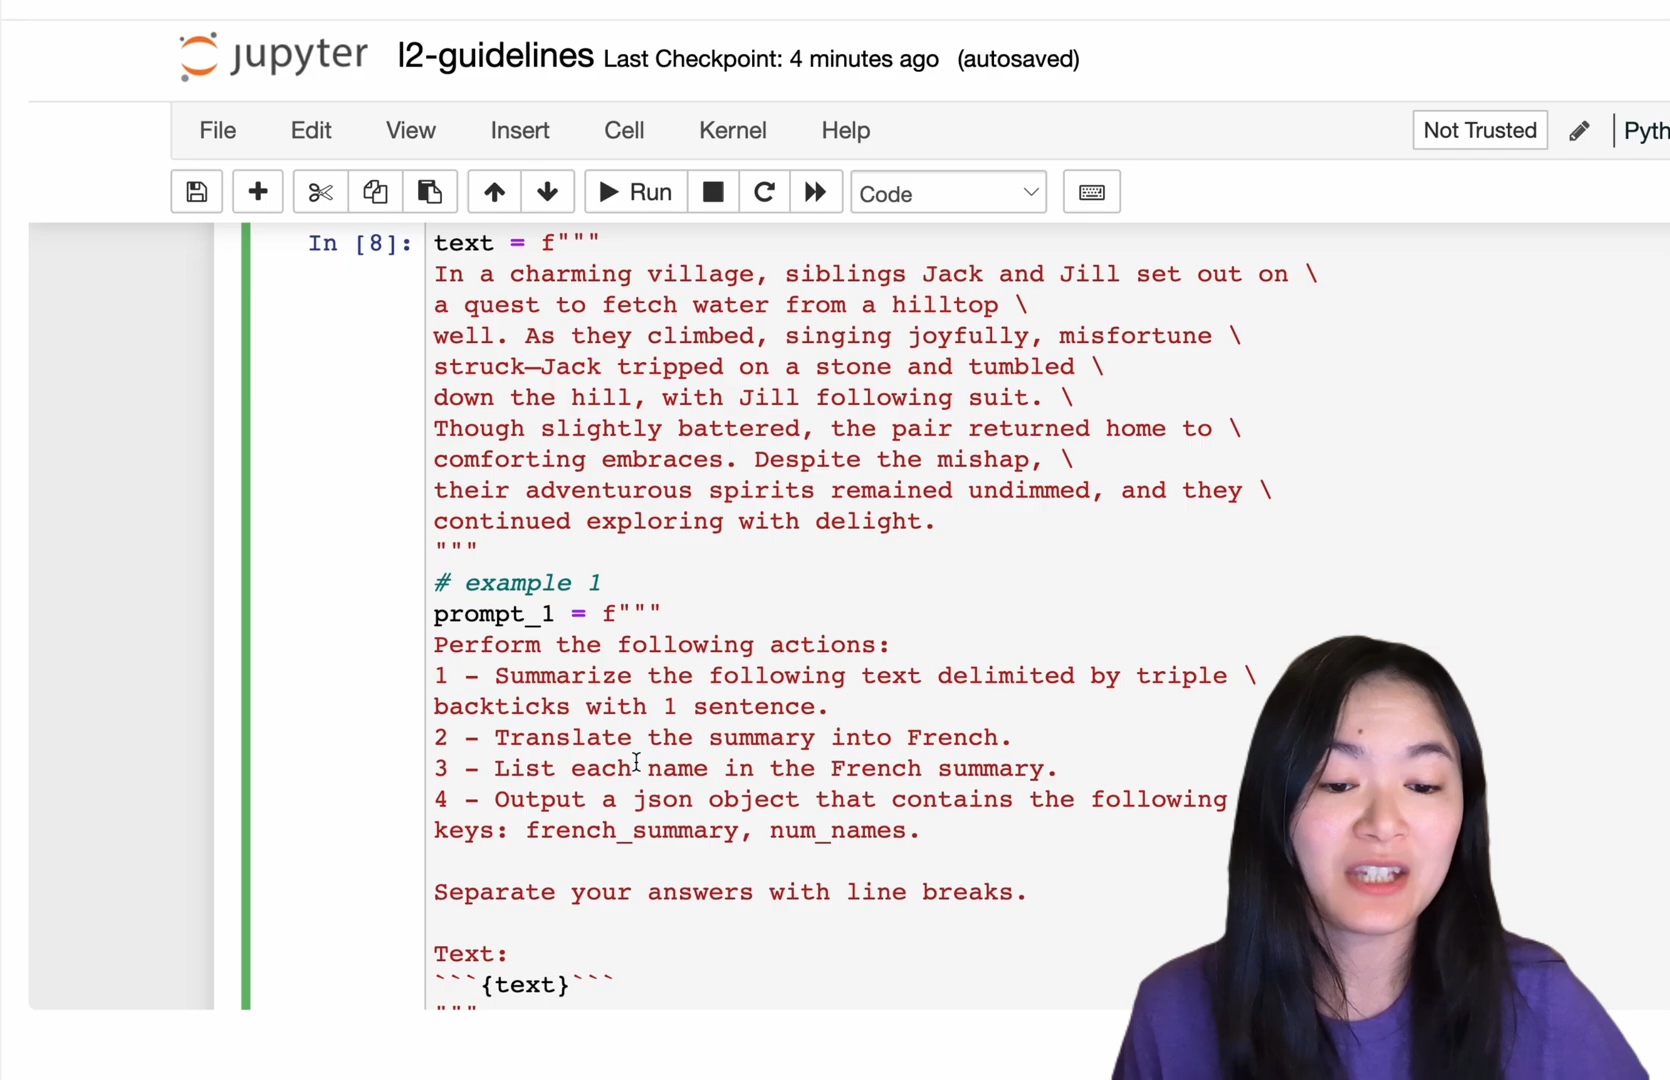 jupyter l2-guidelines Last Checkpoint: 4 minutes ago (autosaved)
File Edit View Insert Cell Kernel Help Not Trusted Pyth
Run Code
In [8]: text = f"""
In a charming village, siblings Jack and Jill set out on \
a quest to fetch water from a hilltop \
well. As they climbed, singing joyfully, misfortune \
struck—Jack tripped on a stone and tumbled \
down the hill, with Jill following suit. \
Though slightly battered, the pair returned home to \
comforting embraces. Despite the mishap, \
their adventurous spirits remained undimmed, and they \
continued exploring with delight.
"""
# example 1
prompt_1 = f"""
Perform the following actions:
1 - Summarize the following text delimited by triple \
backticks with 1 sentence.
2 - Translate the summary into French.
3 - List each name in the French summary.
4 - Output a json object that contains the following
keys: french_summary, num_names.
Separate your answers with line breaks.
Text:
```{text}```
"""